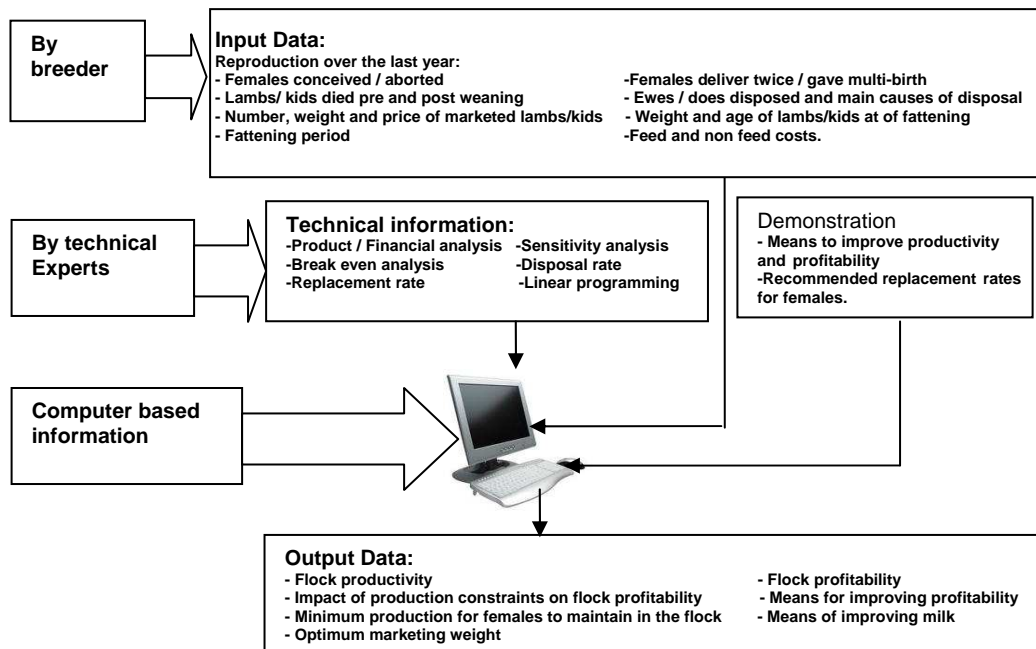 By
breeder
Input Data:
Reproduction over the last year:
- Females conceived / aborted
- Lambs/ kids died pre and post weaning
- Number, weight and price of marketed lambs/kids
- Fattening period
-Females deliver twice / gave multi-birth
- Ewes / does disposed and main causes of disposal
- Weight and age of lambs/kids at of fattening
-Feed and non feed costs.
By technical
Experts
Technical information:
-Product / Financial analysis
-Break even analysis
-Replacement rate
-Sensitivity analysis
-Disposal rate
-Linear programming
Demonstration
- Means to improve productivity
and profitability
-Recommended replacement rates
for females.
Computer based
information
Output Data:
- Flock productivity
- Impact of production constraints on flock profitability
- Minimum production for females to maintain in the flock
- Optimum marketing weight
- Flock profitability
- Means for improving profitability
- Means of improving milk